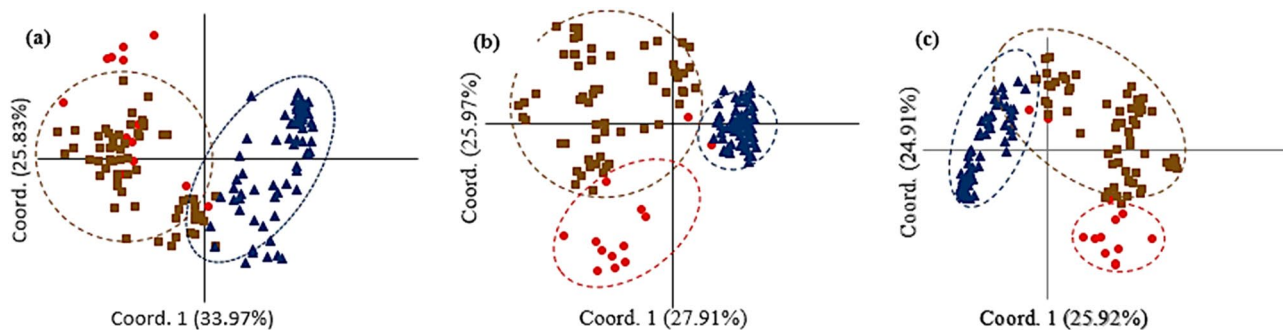 (a)
Coord. (25.83%)
Coord. 1 (33.97%)
(b)
Coord. (25.97%)
Coord. 1 (27.91%)
(c)
Coord. (24.91%)
Coord. 1 (25.92%)